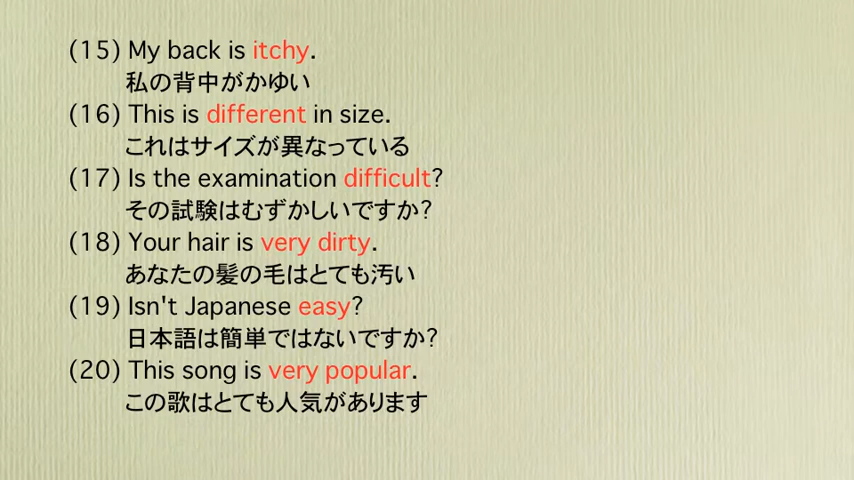 (15) My back is itchy.
私の背中がかゆい
(16) This is different in size.
これはサイズが異なっている
(17) Is the examination difficult?
その試験はむずかしいですか?
(18) Your hair is very dirty.
あなたの髪の毛はとても汚い
(19) Isn't Japanese easy?
日本語は簡単ではないですか?
(20) This song is very popular.
この歌はとても人気があります